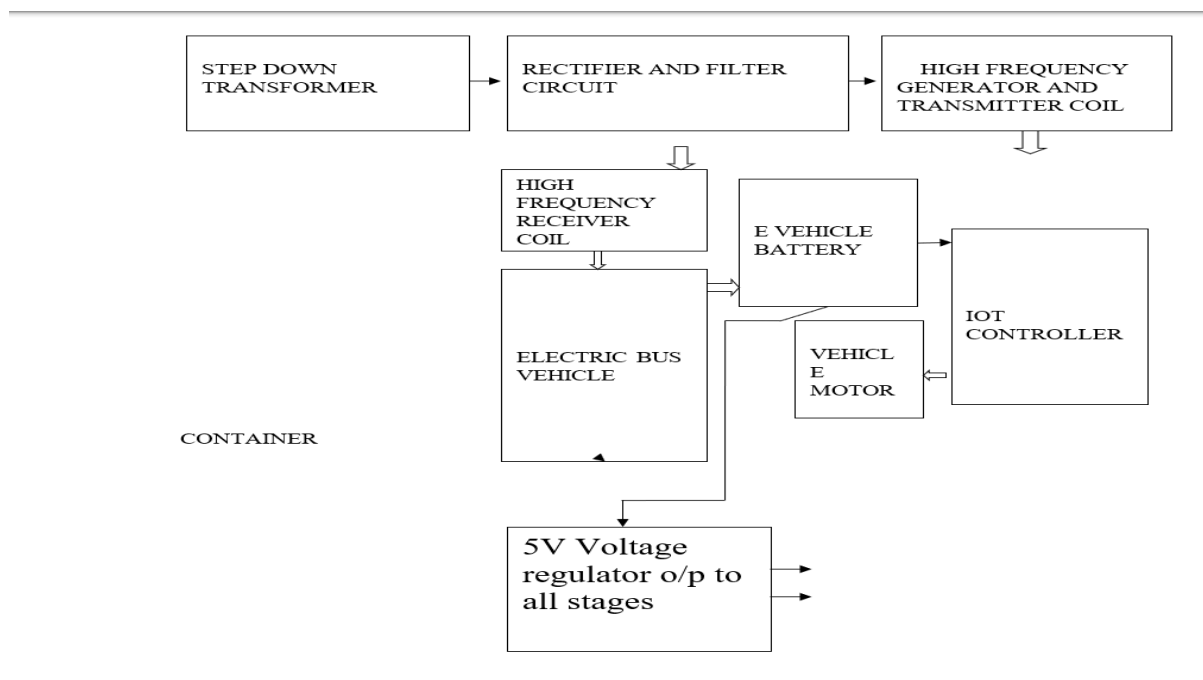 STEP DOWN
TRANSFORMER
RECTIFIER AND FILTER
CIRCUIT
HIGH FREQUENCY
GENERATOR AND
TRANSMITTER COIL
HIGH
FREQUENCY
RECEIVER
COIL
E VEHICLE
BATTERY
IOT
CONTROLLER
ELECTRIC BUS
VEHICLE
VEHICL
E
MOTOR
CONTAINER
5V Voltage
regulator o/p to
all stages